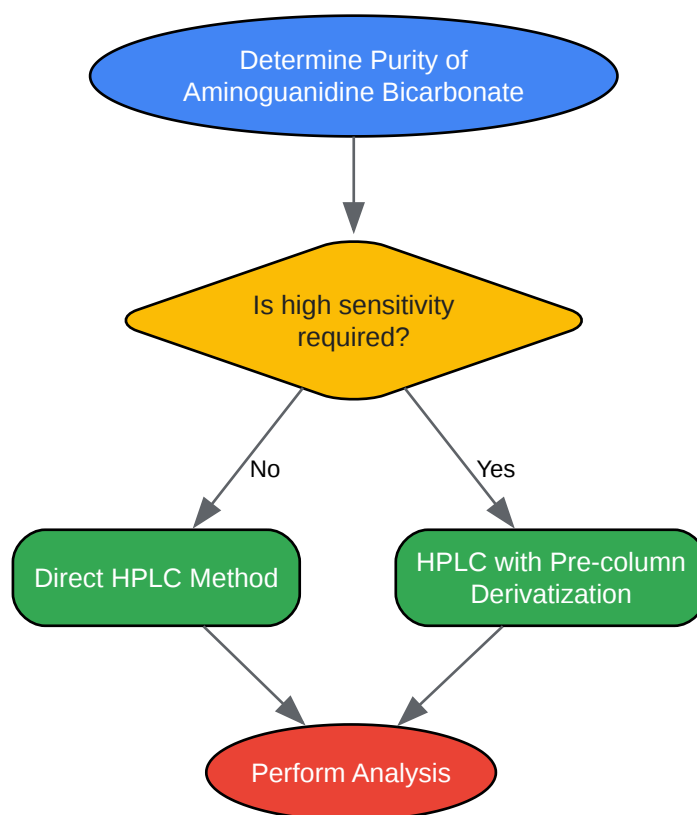 Determine Purity of
Aminoguanidine Bicarbonate
Is high sensitivity
required?
No
Yes
Direct HPLC Method
HPLC with Pre-column
Derivatization
Perform Analysis